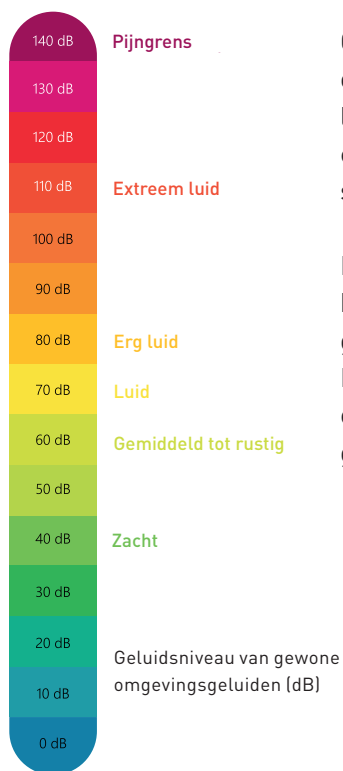 140 dB Pijngrens
130 dB
120 dB
110 dB Extreem luid
100 dB
90 dB
80 dB Erg luid
70 dB Luid
60 dB Gemiddeld tot rustig
50 dB
40 dB Zacht
30 dB
20 dB
10 dB
0 dB
Geluidsniveau van gewone
omgevingsgeluiden (dB)